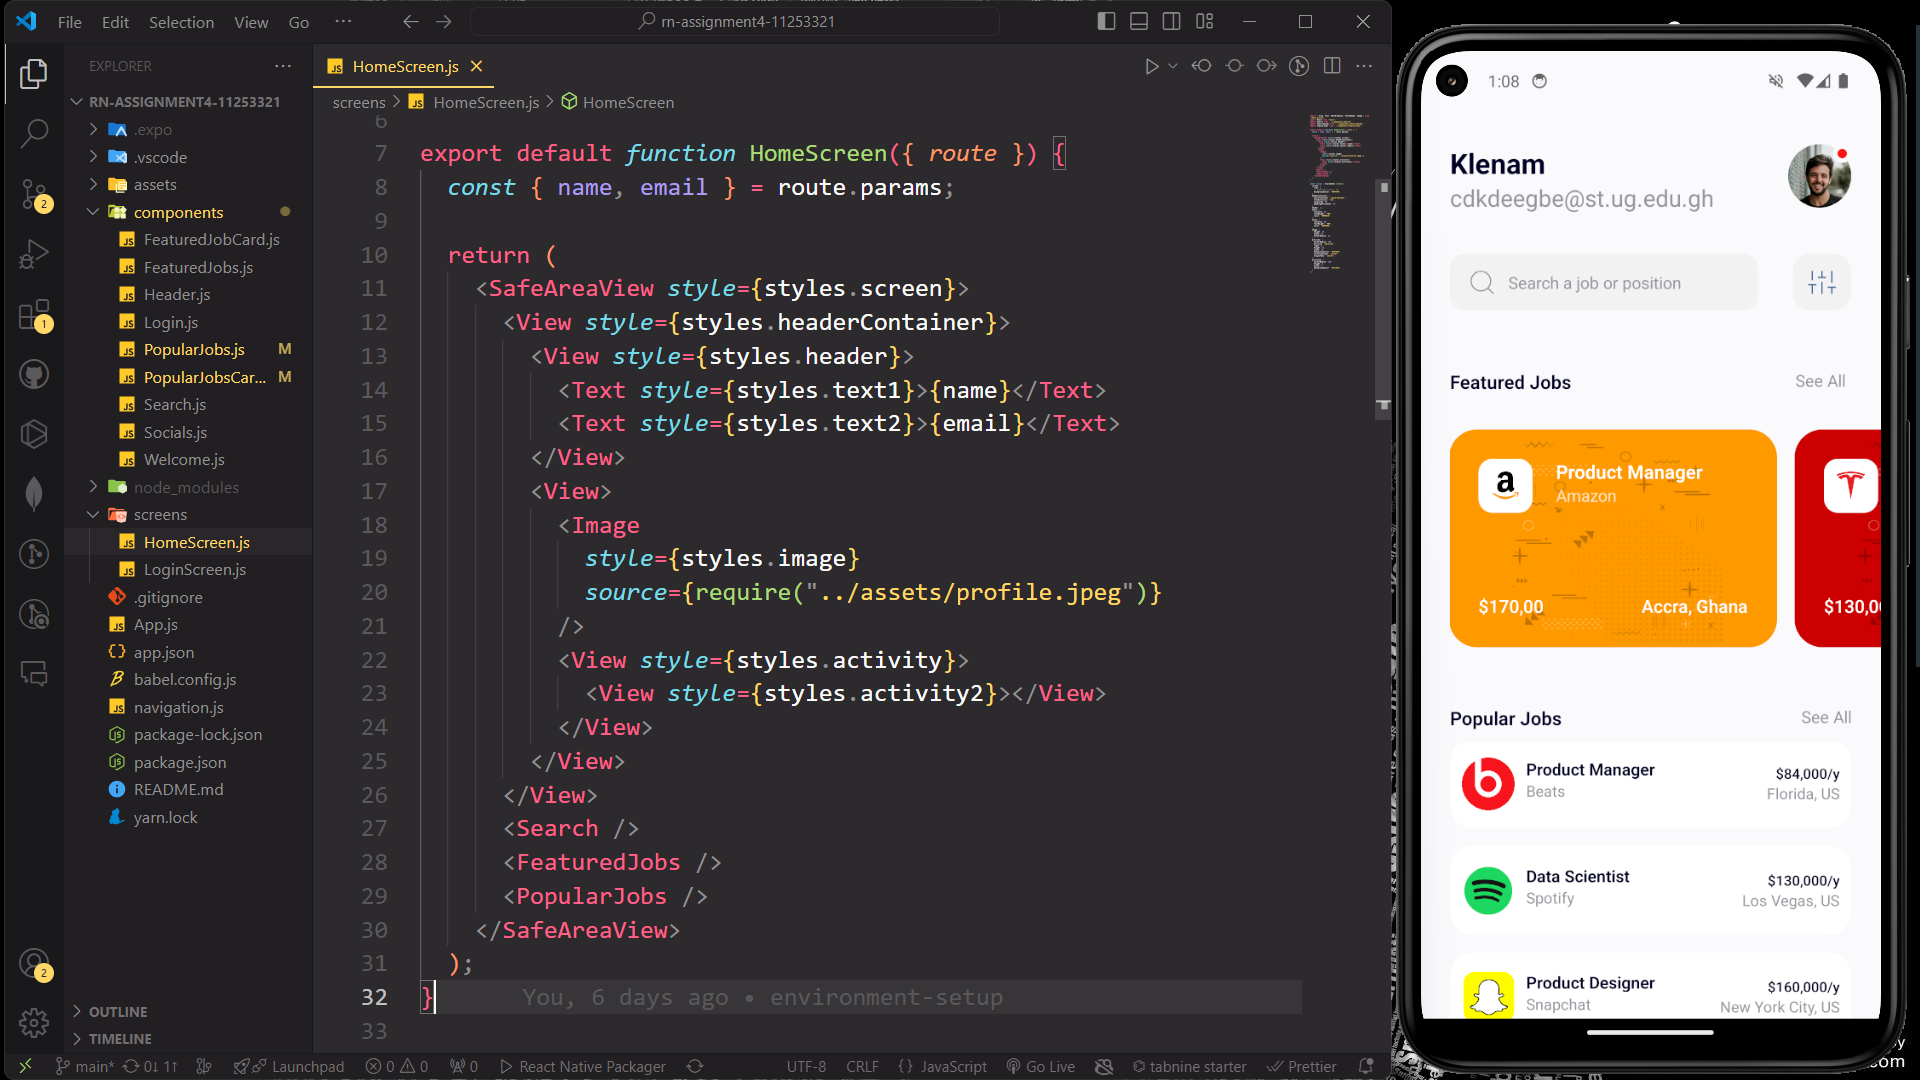 File Edit Selection View Go ···
rn-assignment4-11253321
EXPLORER
RN-ASSIGNMENT4-11253321
.expo
.vscode
assets
components
FeaturedJobCard.js
FeaturedJobs.js
Header.js
Login.js
PopularJobs.js M
PopularJobsCar... M
Search.js
Socials.js
Welcome.js
node_modules
screens
HomeScreen.js
LoginScreen.js
.gitignore
App.js
app.json
babel.config.js
navigation.js
package-lock.json
package.json
README.md
yarn.lock
OUTLINE
TIMELINE
2
1
2
HomeScreen.js
screens > HomeScreen.js > HomeScreen
6
7 export default function HomeScreen({ route }) {
8 const { name, email } = route.params;
9
10 return (
11 <SafeAreaView style={styles.screen}>
12 <View style={styles.headerContainer}>
13 <View style={styles.header}>
14 <Text style={styles.text1}>{name}</Text>
15 <Text style={styles.text2}>{email}</Text>
16 </View>
17 <View>
18 <Image
19 style={styles.image}
20 source={require("../assets/profile.jpeg")}
21 />
22 <View style={styles.activity}>
23 <View style={styles.activity2}></View>
24 </View>
25 </View>
26 </View>
27 <Search />
28 <FeaturedJobs />
29 <PopularJobs />
30 </SafeAreaView>
31 );
32 } You, 6 days ago • environment-setup
33
main* 0↓ 1↑ Launchpad 0 0 0 React Native Packager UTF-8 CRLF {} JavaScript Go Live tabnine starter Prettier
1:08
Klenam
cdkdeegbe@st.ug.edu.gh
Search a job or position
Featured Jobs See All
Product Manager
Amazon
$170,00 Accra, Ghana
$130,0
Popular Jobs See All
Product Manager $84,000/y
Beats Florida, US
Data Scientist $130,000/y
Spotify Los Vegas, US
Product Designer $160,000/y
Snapchat New York City, US